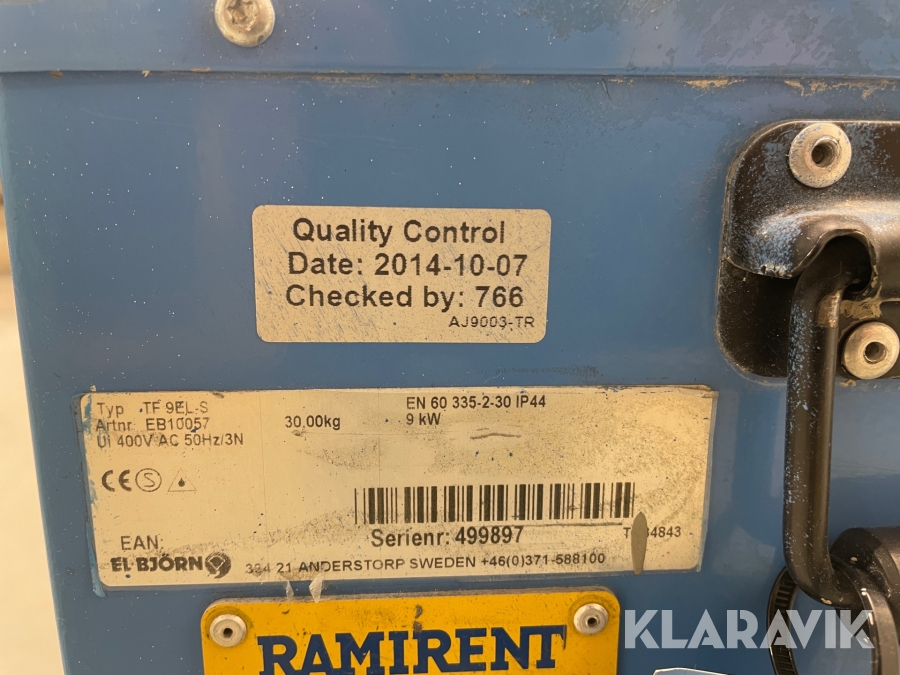 Quality Control
Date: 2014-10-07
Checked by: 766
AJ9003-TR
Typ TF 9EL-S
Artnr EB10057 30,00kg
UI 400V AC 50Hz/3N
EN 60 335-2-30 IP44
9 kW
CE S
EAN:
Serienr: 499897
EL BJÖRN
334 21 ANDERSTORP SWEDEN +46(0)371-588100
RAMIRENT
KLARAVIK